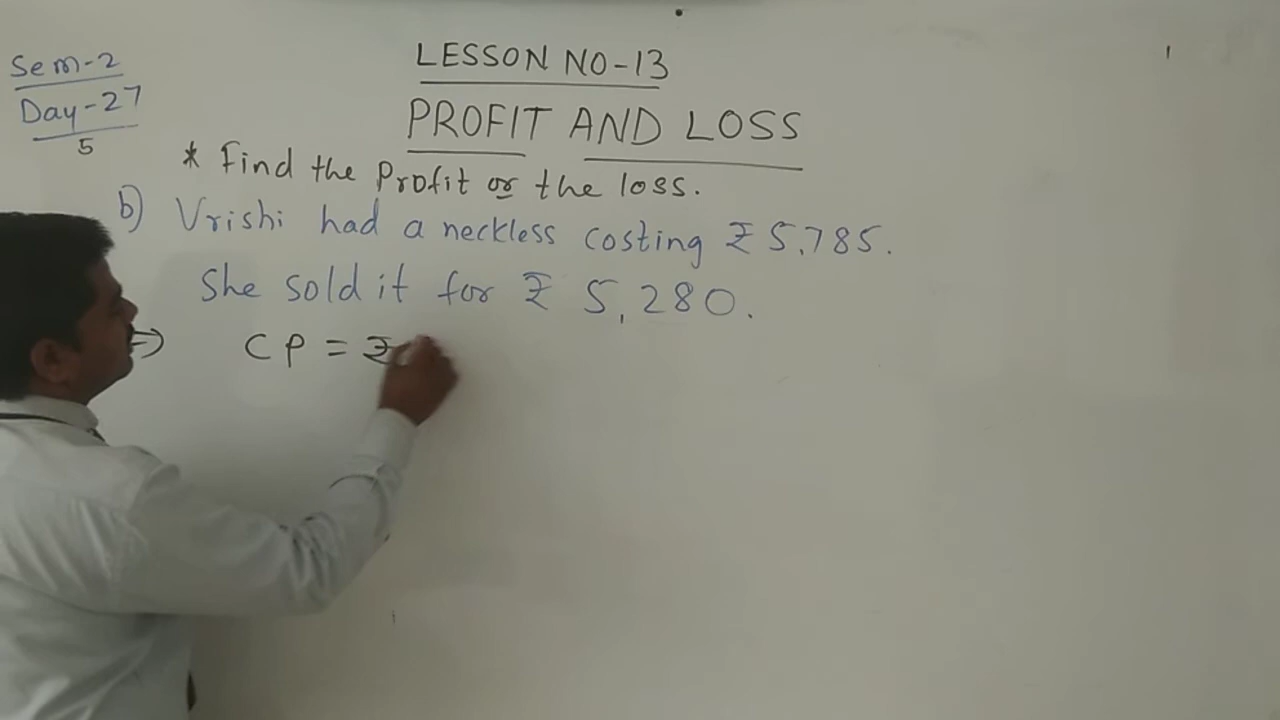 Sem-2
Day-27
5
LESSON NO-13
PROFIT AND LOSS
* Find the Profit or the loss.
b) Vrishi had a neckless costing ₹ 5,785.
She sold it for ₹ 5,280.
⇒ CP = ₹